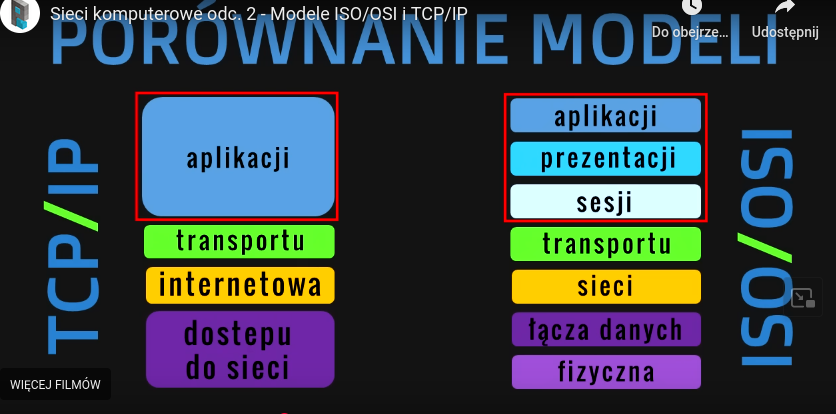 Sieci komputerowe odc. 2 - Modele ISO/OSI i TCP/IP
PORÓWNANIE MODELI
Do obejrze...
Udostępnij
TCP/IP
aplikacji
transportu
internetowa
dostepu
do sieci
aplikacji
prezentacji
sesji
transportu
sieci
łącza danych
fizyczna
ISO/OSI
WIĘCEJ FILMÓW